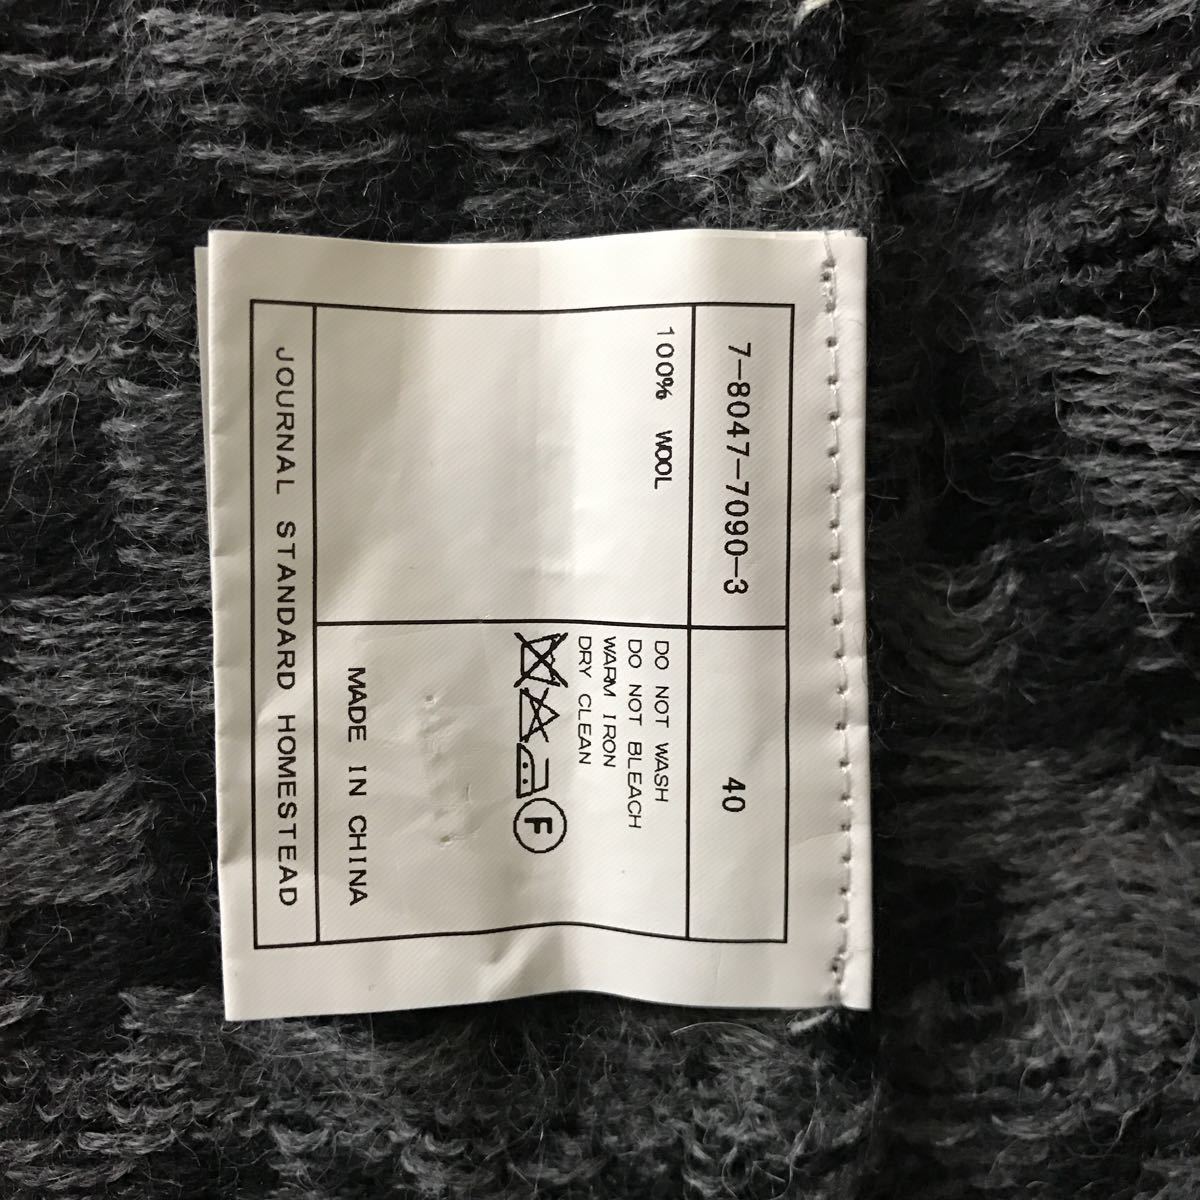 7-8047-7090-3
40
100% WOOL
DO NOT WASH
DO NOT BLEACH
WARM IRON
DRY CLEAN
F
MADE IN CHINA
JOURNAL STANDARD HOMESTEAD